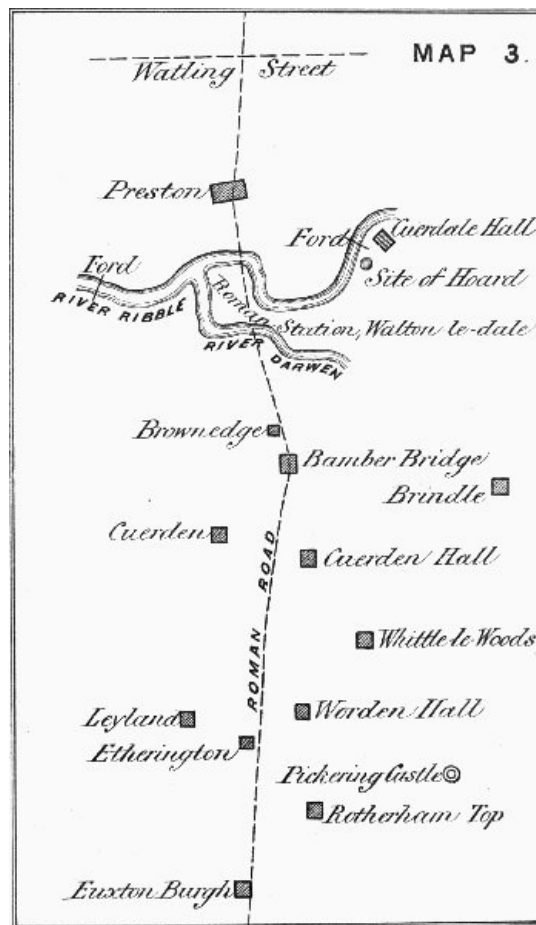 MAP 3.
Watling Street
Preston
Ford
Cuerdale Hall
Site of Hoard
Ford
RIVER RIBBLE
Roman Station, Walton le-dale
RIVER DARWEN
Brownedge
Bamber Bridge
Brindle
Cuerden
Cuerden Hall
ROMAN ROAD
Whittle-le-Woods
Leyland
Worden Hall
Etherington
Pickering Castle
Rotherham Top
Euxton Burgh